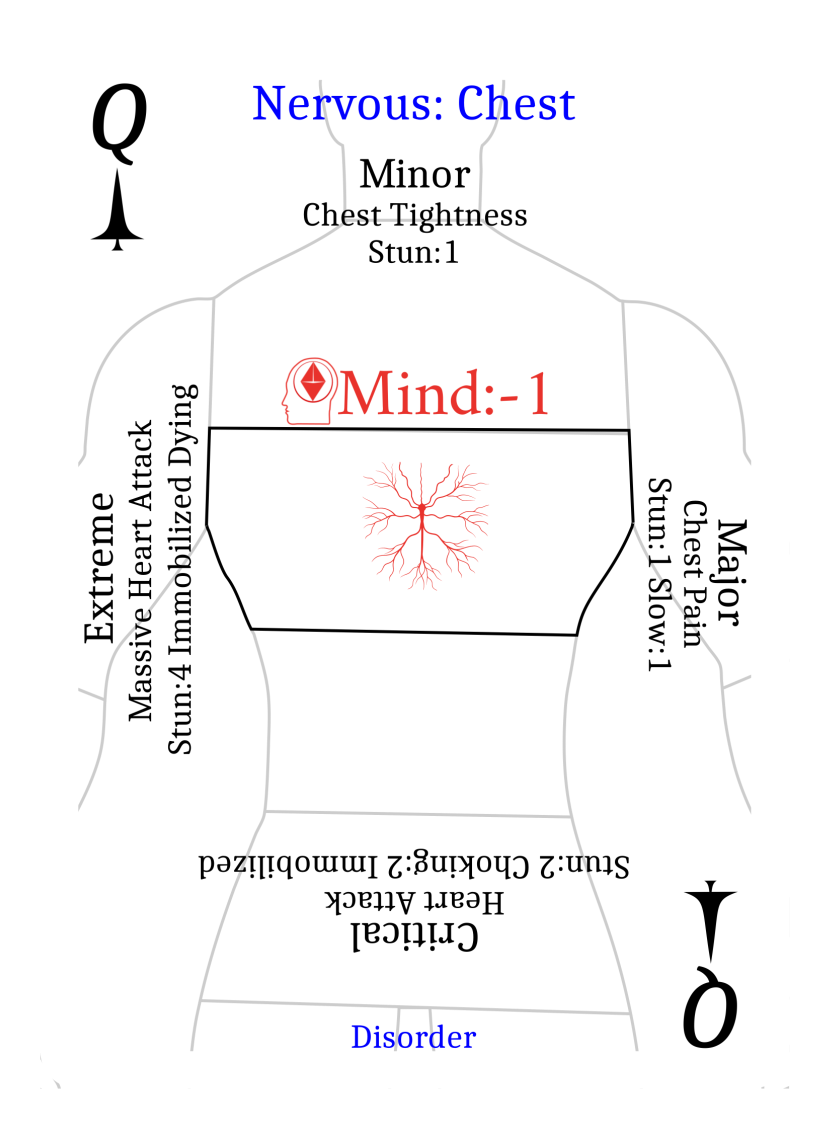 Q
Nervous: Chest
Minor
Chest Tightness
Stun:1
Mind:-1
Extreme
Massive Heart Attack
Stun:4 Immobilized Dying
Major
Chest Pain
Stun: 1 Slow:1
Critical
Heart Attack
Stun:2 Choking:2 Immobilized
Disorder
Q